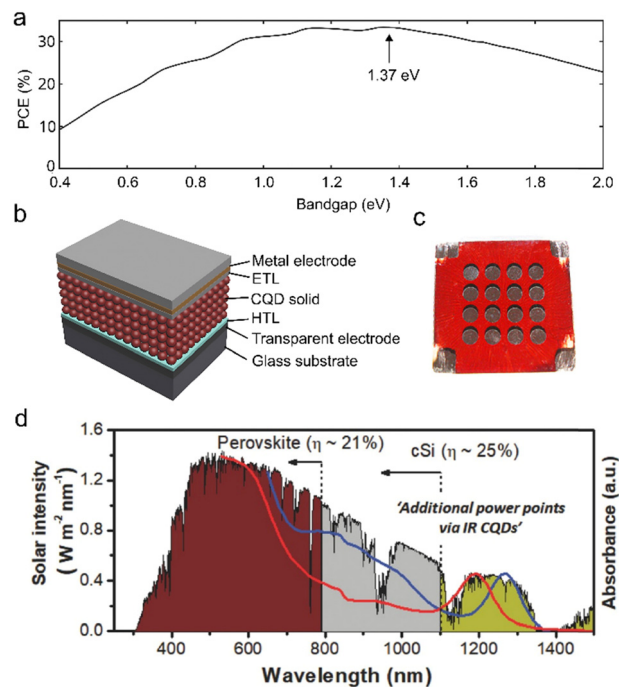 a
30
20
10
0
PCE (%)
1.37 eV
0.4 0.6 0.8 1.0 1.2 1.4 1.6 1.8 2.0
Bandgap (eV)
b
Metal electrode
ETL
CQD solid
HTL
Transparent electrode
Glass substrate
c
d
1.6
1.2
0.8
0.4
0.0
Solar intensity
( W m-2 nm-1)
Perovskite (η ~ 21%)
cSi (η ~ 25%)
'Additional power points
via IR CQDs'
Absorbance (a.u.)
400 600 800 1000 1200 1400
Wavelength (nm)